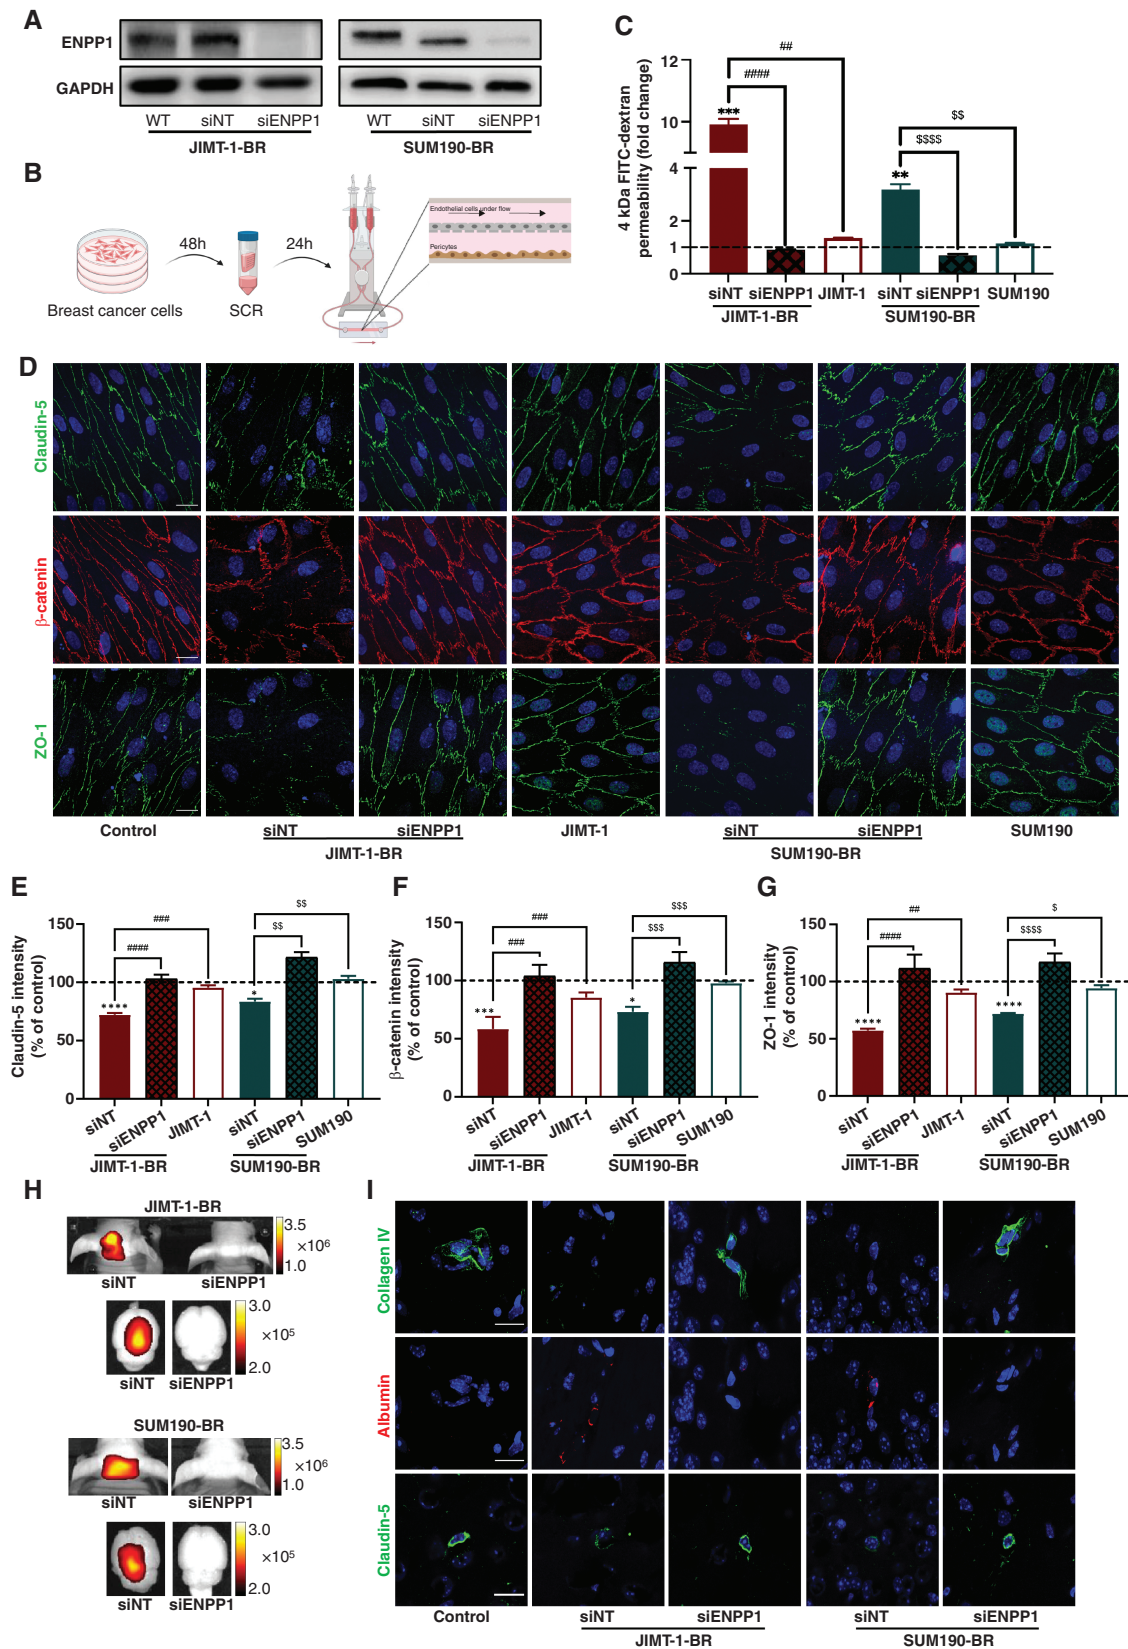 A
ENPP1
GAPDH
WT siNT siENPP1 WT siNT siENPP1
JIMT-1-BR SUM190-BR
B
48h 24h
Breast cancer cells SCR
Endothelial cells under flow
Pericytes
C
4 kDa FITC-dextran
permeability (fold change)
12
10
4
2
1
0
## #### *** $$ $$$$ **
siNT siENPP1 JIMT-1 siNT siENPP1 SUM190
JIMT-1-BR SUM190-BR
D
Claudin-5
β-catenin
ZO-1
Control siNT siENPP1 JIMT-1 siNT siENPP1 SUM190
JIMT-1-BR SUM190-BR
E
Claudin-5 intensity
(% of control)
150
100
50
0
### #### **** $$ $$ *
siNT siENPP1 JIMT-1 siNT siENPP1 SUM190
JIMT-1-BR SUM190-BR
F
β-catenin intensity
(% of control)
150
100
50
0
### ### *** $$$ $$$ *
siNT siENPP1 JIMT-1 siNT siENPP1 SUM190
JIMT-1-BR SUM190-BR
G
ZO-1 intensity
(% of control)
150
100
50
0
## #### **** $ $$$$ ****
siNT siENPP1 JIMT-1 siNT siENPP1 SUM190
JIMT-1-BR SUM190-BR
H
JIMT-1-BR
3.5
×10⁶
1.0
siNT siENPP1
3.0
×10⁵
2.0
siNT siENPP1
SUM190-BR
3.5
×10⁶
1.0
siNT siENPP1
3.0
×10⁵
2.0
siNT siENPP1
I
Collagen IV
Albumin
Claudin-5
Control siNT siENPP1 siNT siENPP1
JIMT-1-BR SUM190-BR